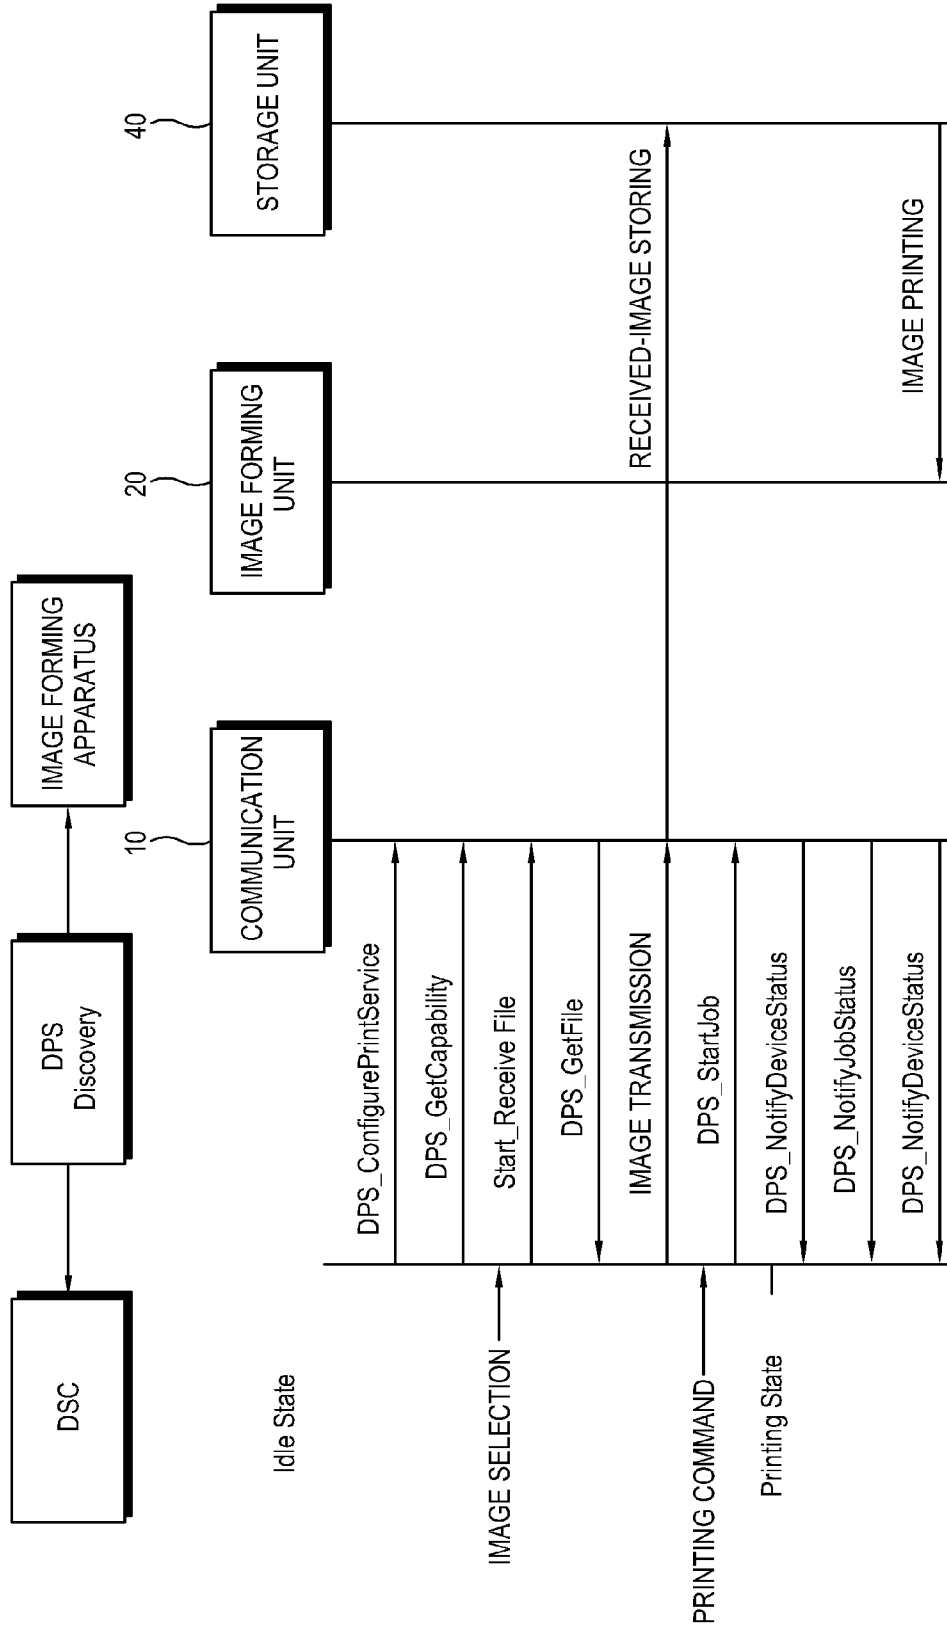 DSC
DPS
Discovery
IMAGE FORMING
APPARATUS
10
20
40
COMMUNICATION
UNIT
IMAGE FORMING
UNIT
STORAGE UNIT
Idle State
DPS_ConfigurePrintService
DPS_GetCapability
IMAGE SELECTION
Start_Receive File
DPS_GetFile
IMAGE TRANSMISSION
RECEIVED-IMAGE STORING
PRINTING COMMAND
DPS_StartJob
Printing State
DPS_NotifyDeviceStatus
DPS_NotifyJobStatus
DPS_NotifyDeviceStatus
IMAGE PRINTING